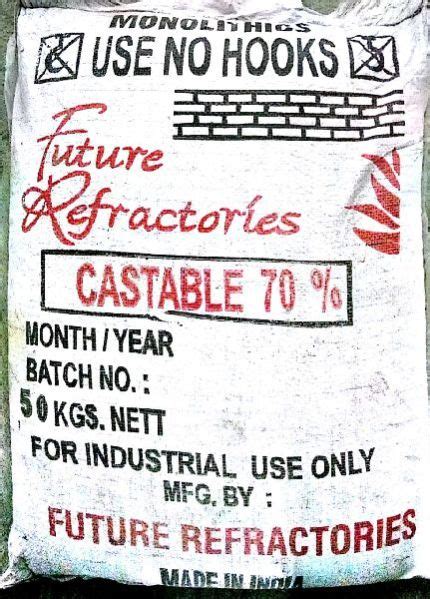 MONOLITHICS
USE NO HOOKS
Future
Refractories
CASTABLE 70 %
MONTH / YEAR
BATCH NO. :
50 KGS. NETT
FOR INDUSTRIAL USE ONLY
MFG. BY :
FUTURE REFRACTORIES
MADE IN INDIA